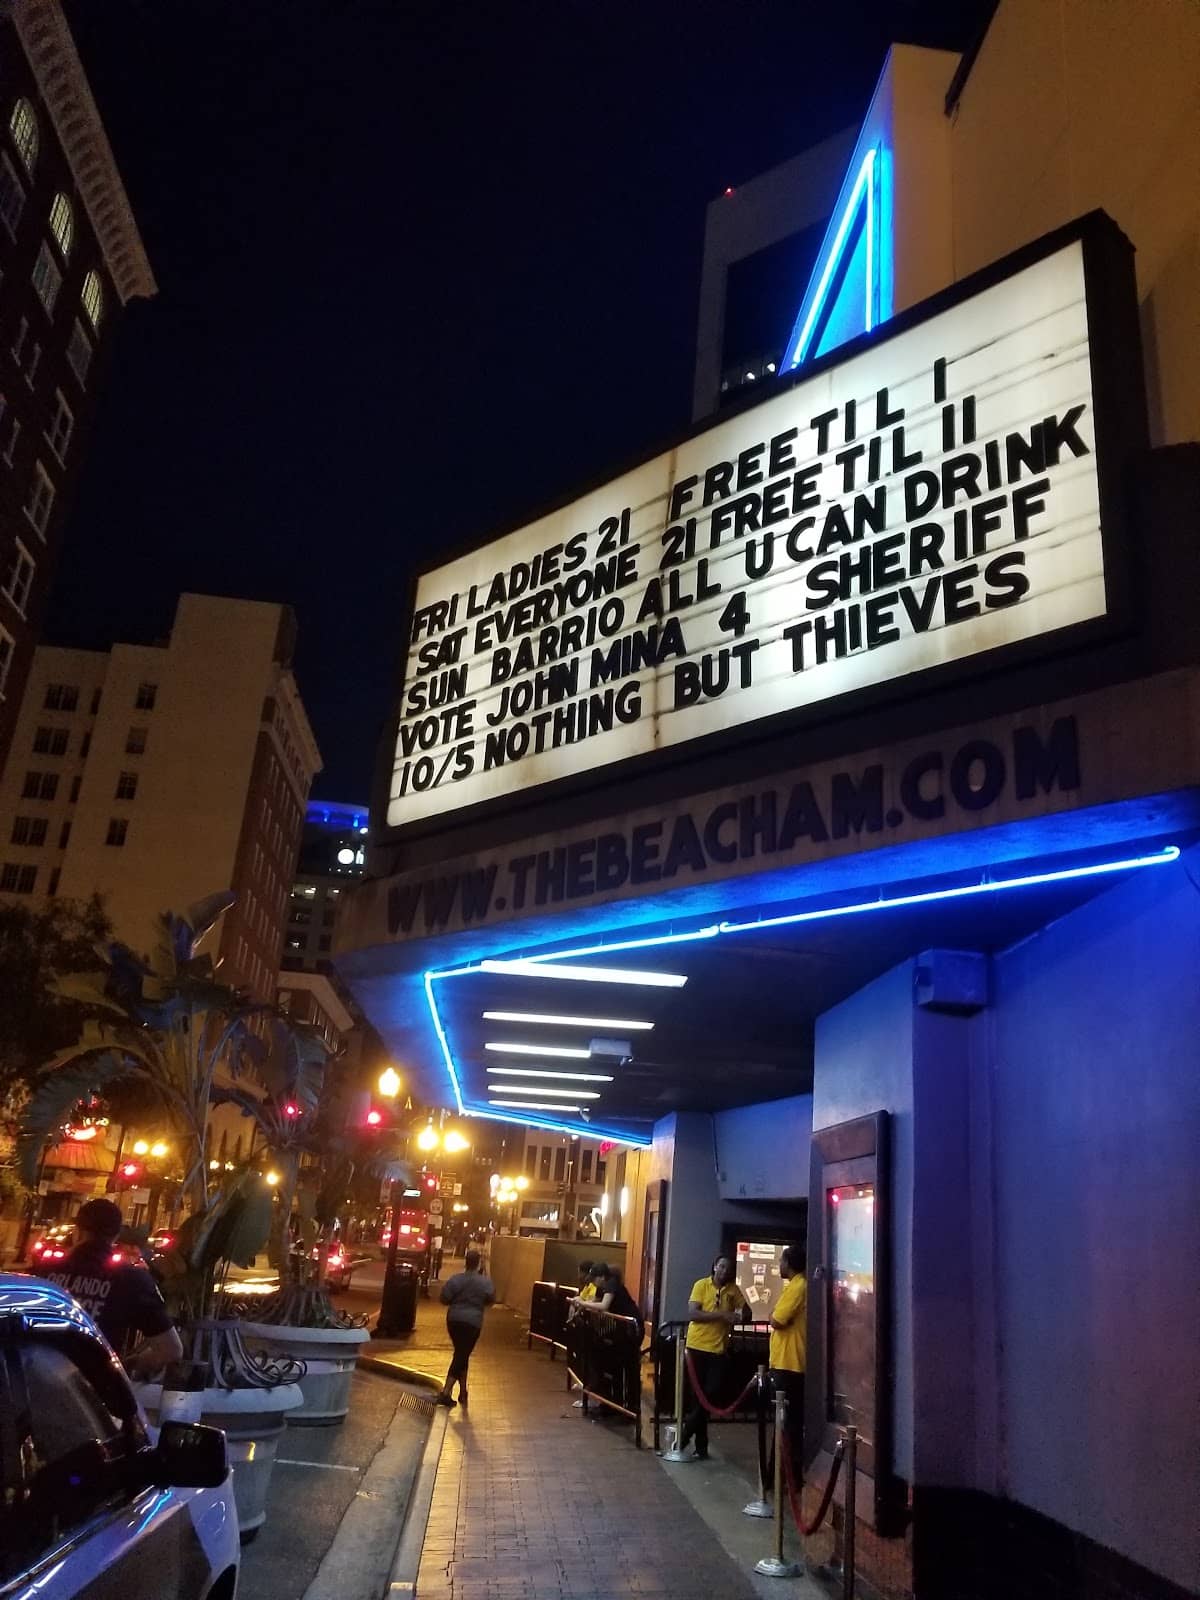 FRI LADIES 21 FREE TIL 1
SAT EVERYONE 21 FREE TIL 11
SUN BARRIO ALL U CAN DRINK
VOTE JOHN MINA 4 SHERIFF
10/5 NOTHING BUT THIEVES
WWW.THEBEACHAM.COM
ORLANDO